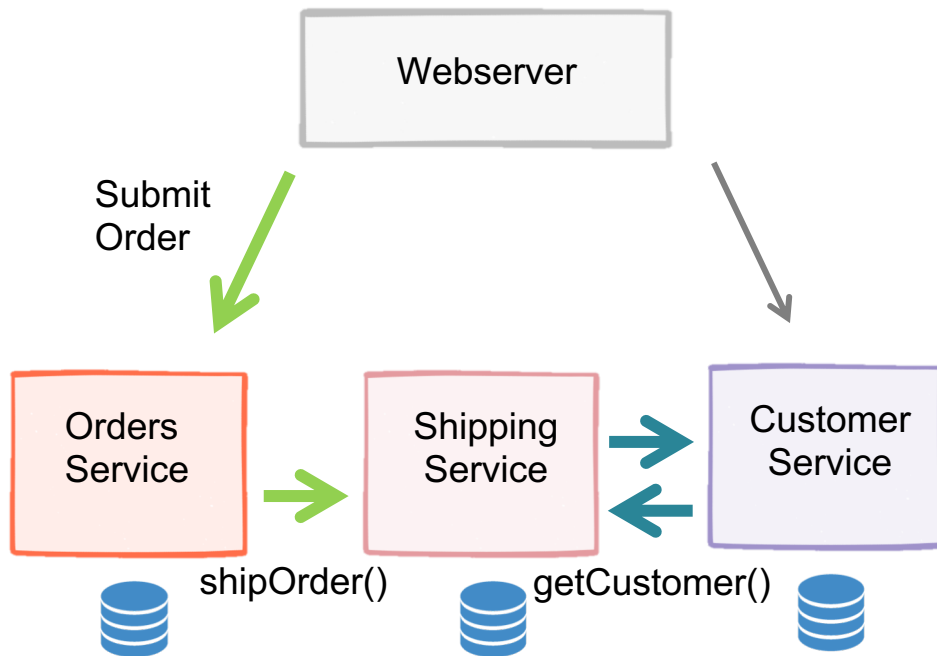 Webserver
Submit
Order
Orders
Service
Shipping
Service
Customer
Service
shipOrder()
getCustomer()